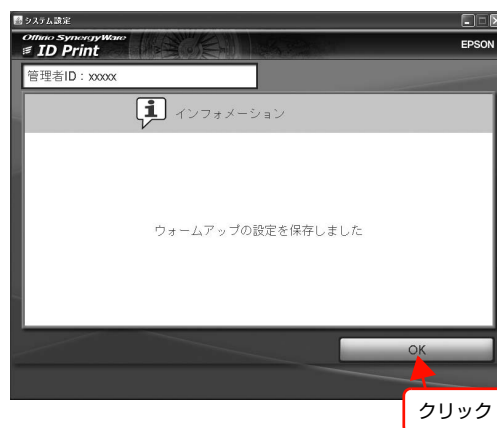 システム設定
Offirio SynergyWare
ID Print
EPSON
管理者ID：xxxxx
インフォメーション
ウォームアップの設定を保存しました
OK
クリック